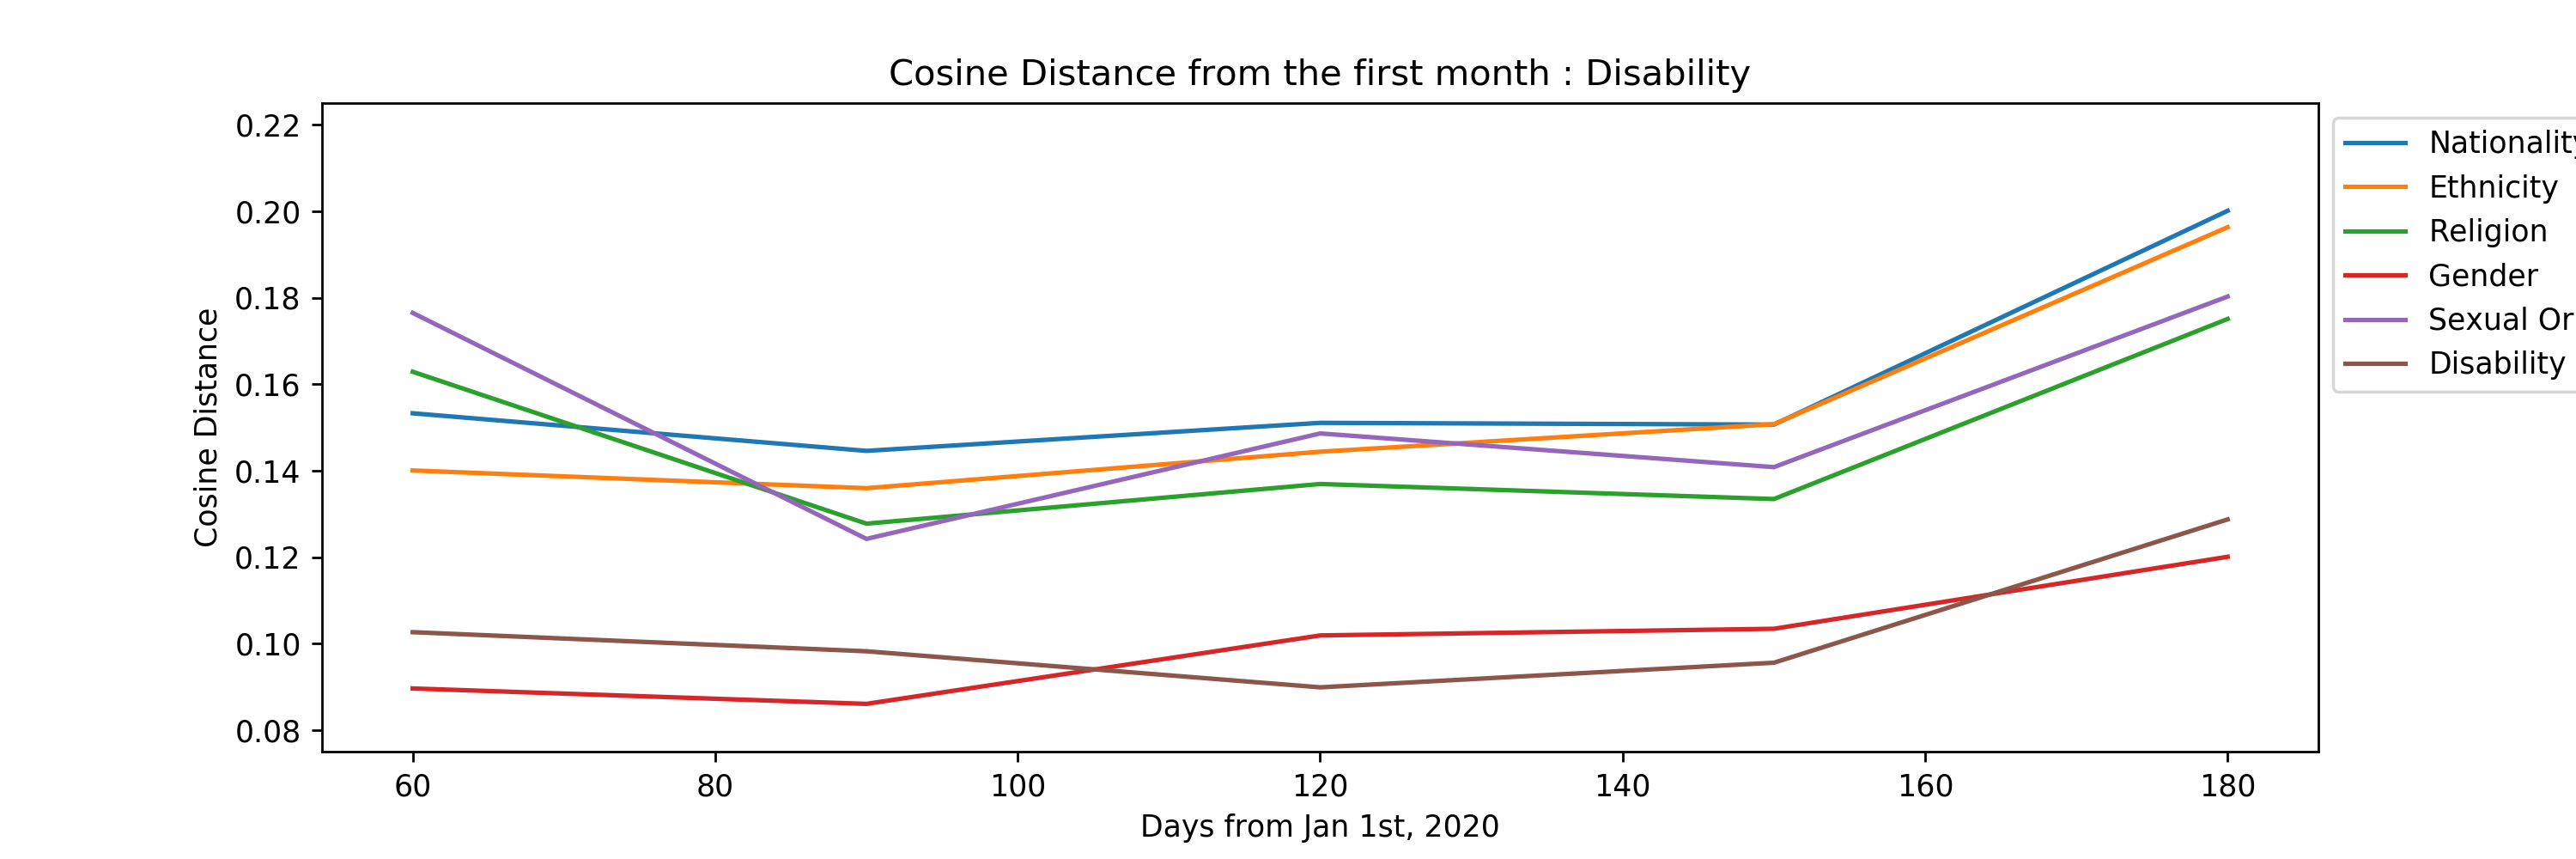 Cosine Distance from the first month : Disability
Cosine Distance
0.22
0.20
0.18
0.16
0.14
0.12
0.10
0.08
60 80 100 120 140 160 180
Days from Jan 1st, 2020
Nationality
Ethnicity
Religion
Gender
Sexual Or
Disability